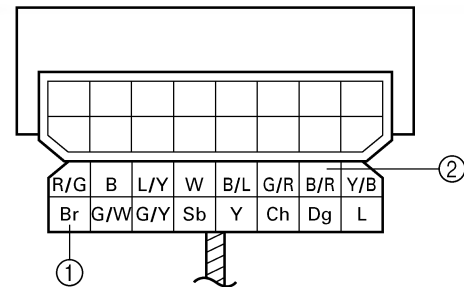 R/G B L/Y W B/L G/R B/R Y/B
Br G/W G/Y Sb Y Ch Dg L
① ②